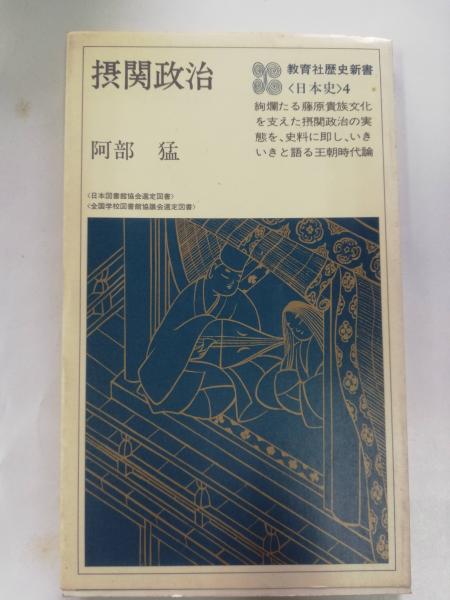 摂関政治
阿部 猛
教育社歴史新書
〈日本史〉4
絢爛たる藤原貴族文化
を支えた摂関政治の実
態を、史料に即し、いき
いきと語る王朝時代論
〈日本図書館協会選定図書〉
〈全国学校図書館協議会選定図書〉